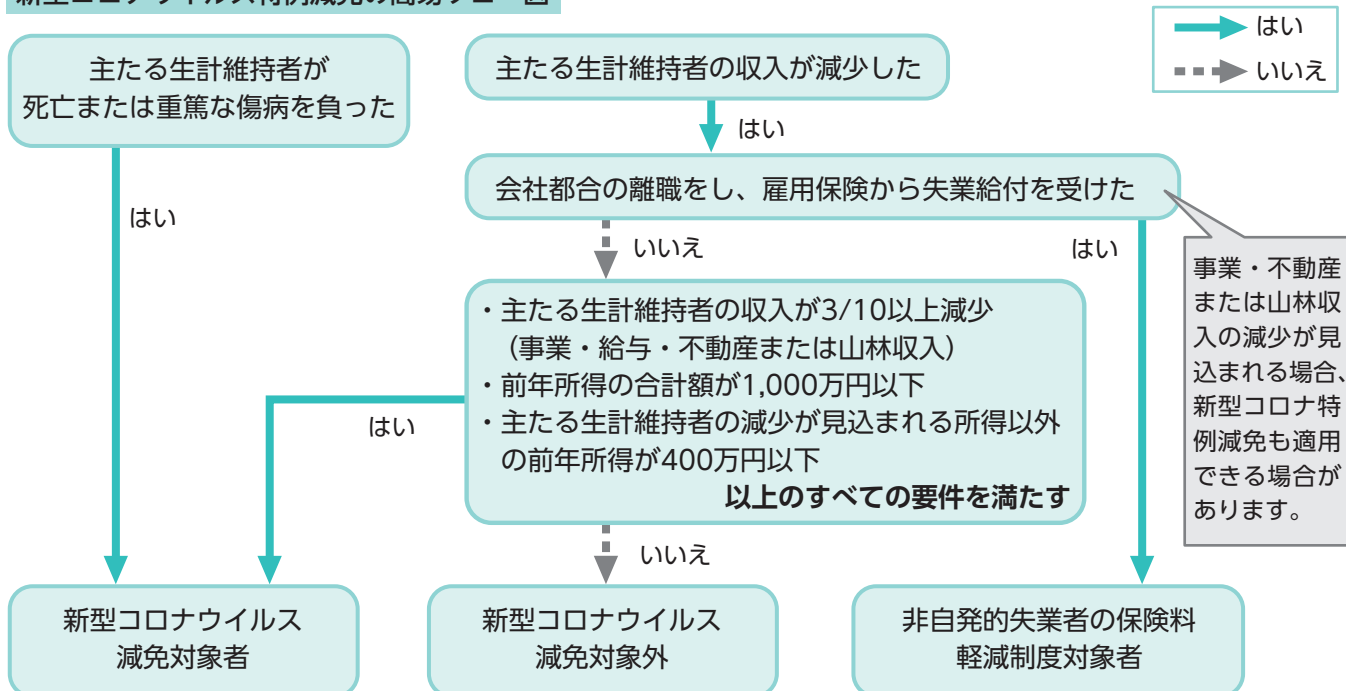 はい
いいえ
主たる生計維持者が
死亡または重篤な傷病を負った
主たる生計維持者の収入が減少した
はい
会社都合の離職をし、雇用保険から失業給付を受けた
はい
いいえ
はい
事業・不動産
または山林収
入の減少が見
込まれる場合、
新型コロナ特
例減免も適用
できる場合が
あります。
・主たる生計維持者の収入が3/10以上減少
（事業・給与・不動産または山林収入）
・前年所得の合計額が1,000万円以下
・主たる生計維持者の減少が見込まれる所得以外
の前年所得が400万円以下
以上のすべての要件を満たす
はい
いいえ
新型コロナウイルス
減免対象者
新型コロナウイルス
減免対象外
非自発的失業者の保険料
軽減制度対象者